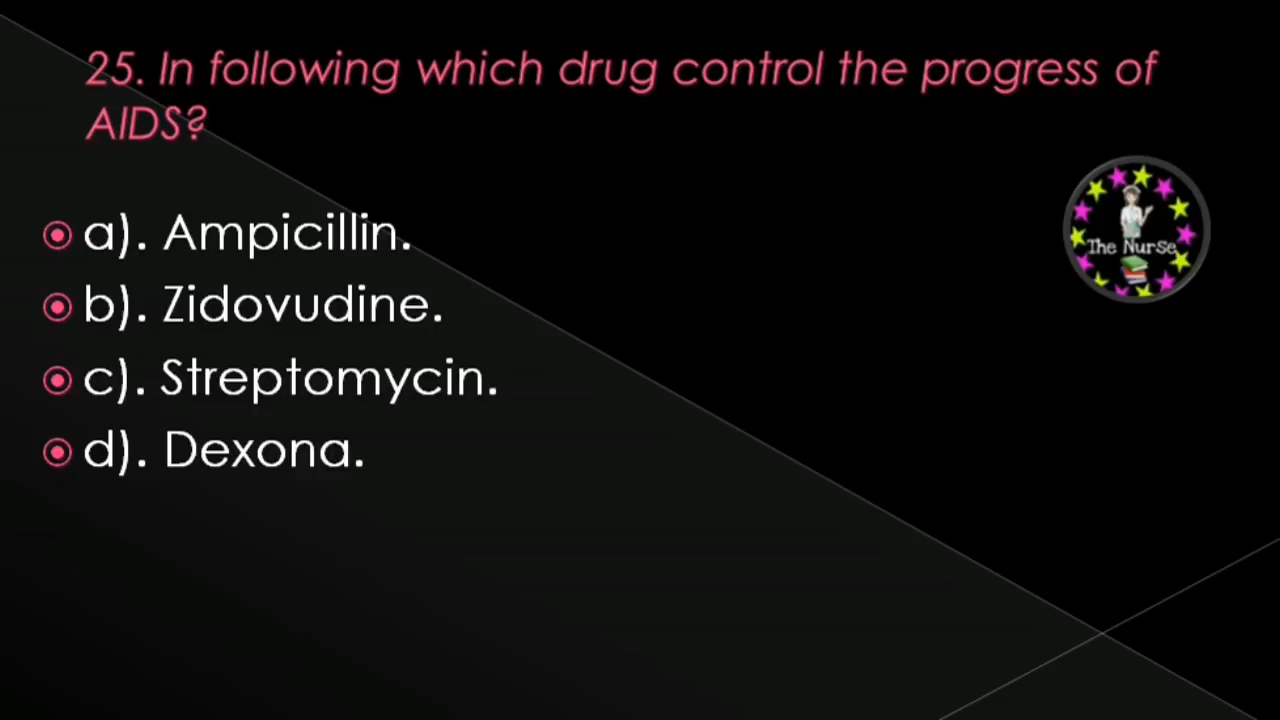 25. In following which drug control the progress of
AIDS?
a). Ampicillin.
b). Zidovudine.
c). Streptomycin.
d). Dexona.
The Nurse